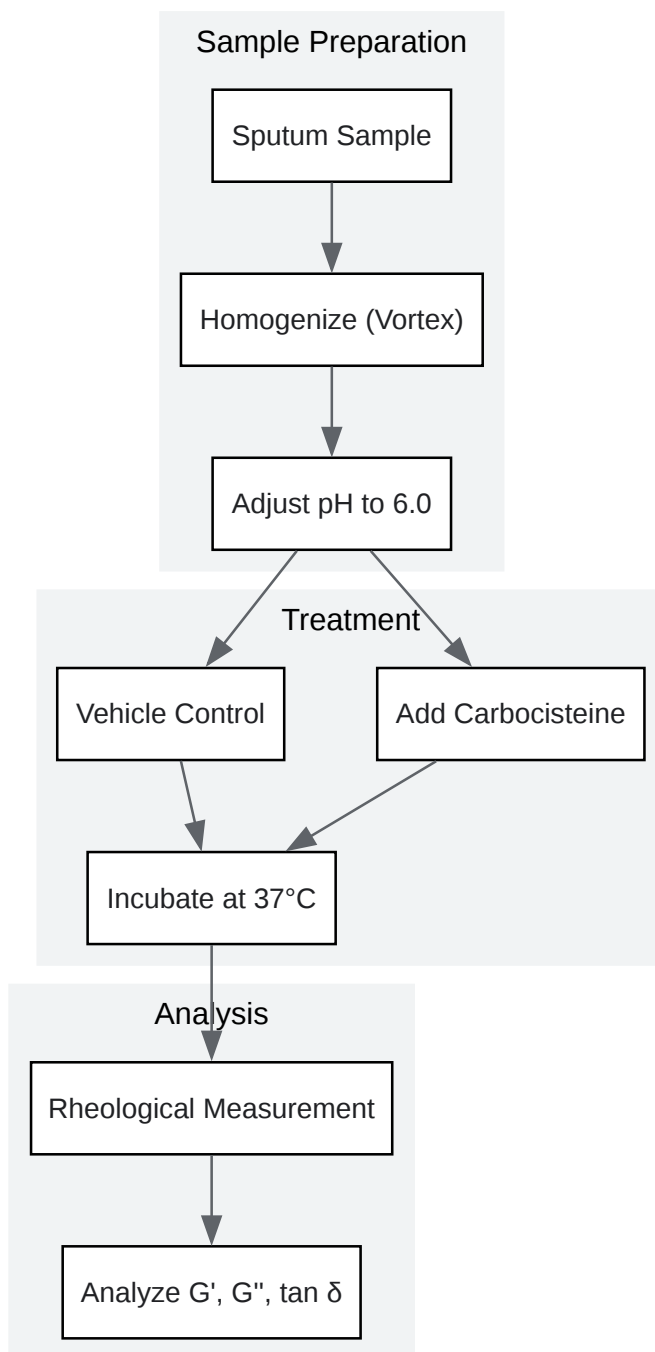 Sample Preparation
Sputum Sample
Homogenize (Vortex)
Adjust pH to 6.0
Treatment
Vehicle Control
Add Carbocisteine
Incubate at 37°C
Analysis
Rheological Measurement
Analyze G', G'', tan δ